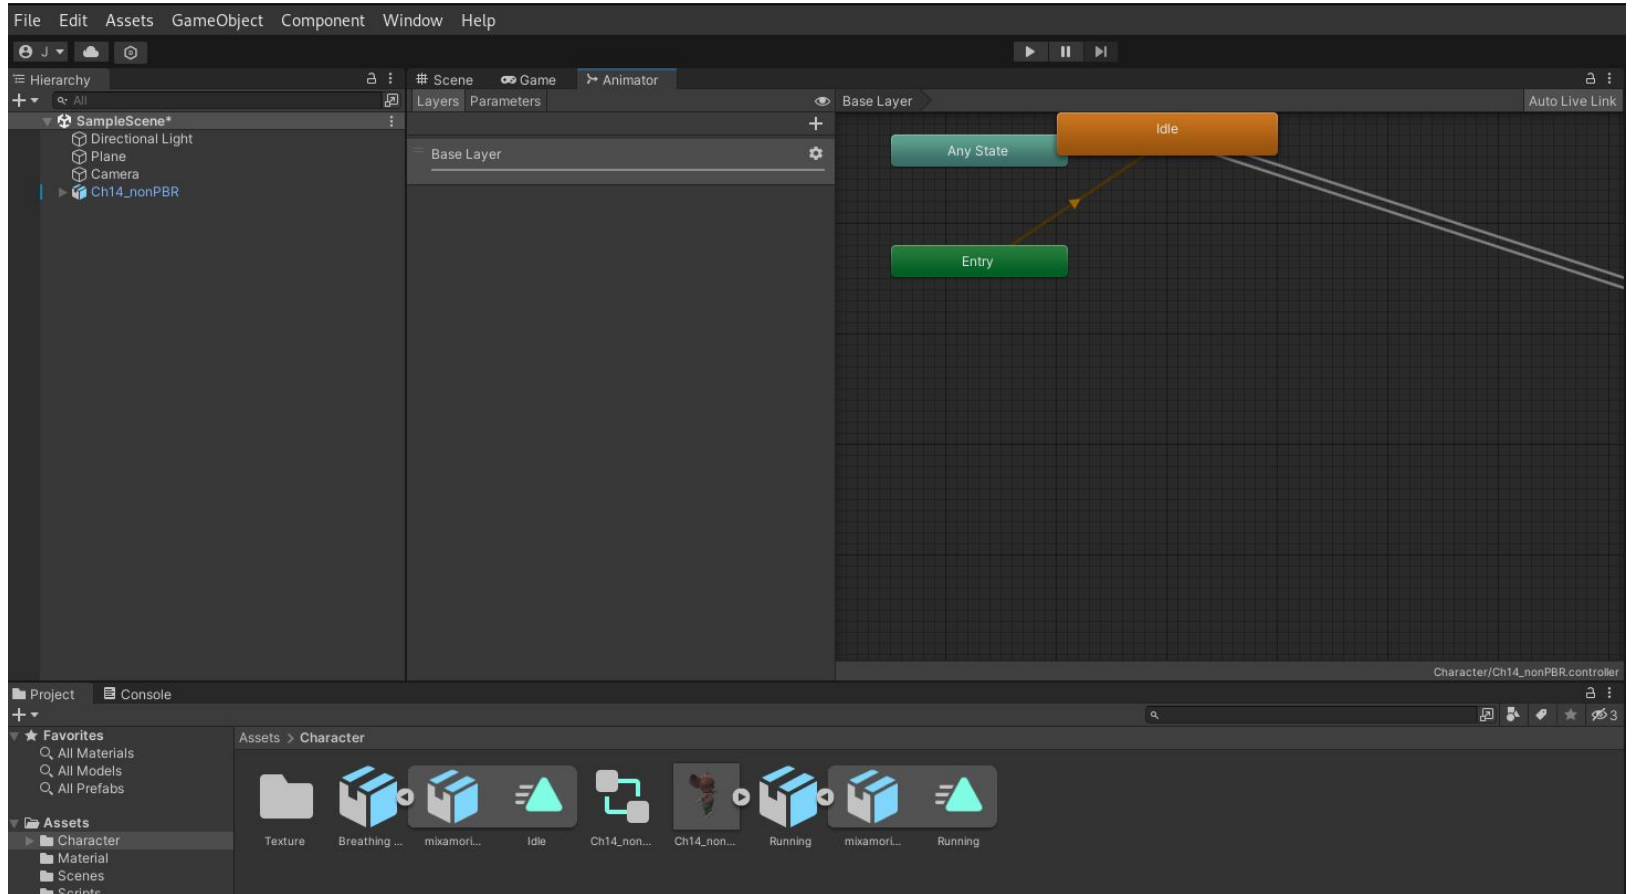 File Edit Assets GameObject Component Window Help
J
Hierarchy
All
SampleScene*
Directional Light
Plane
Camera
Ch14_nonPBR
Scene Game Animator
Layers Parameters
Base Layer
Base Layer
Auto Live Link
Idle
Any State
Entry
Character/Ch14_nonPBR.controller
Project Console
3
Favorites
All Materials
All Models
All Prefabs
Assets
Character
Material
Scenes
Scripts
Assets > Character
Texture
Breathing ...
mixamori...
Idle
Ch14_non...
Ch14_non...
Running
mixamori...
Running